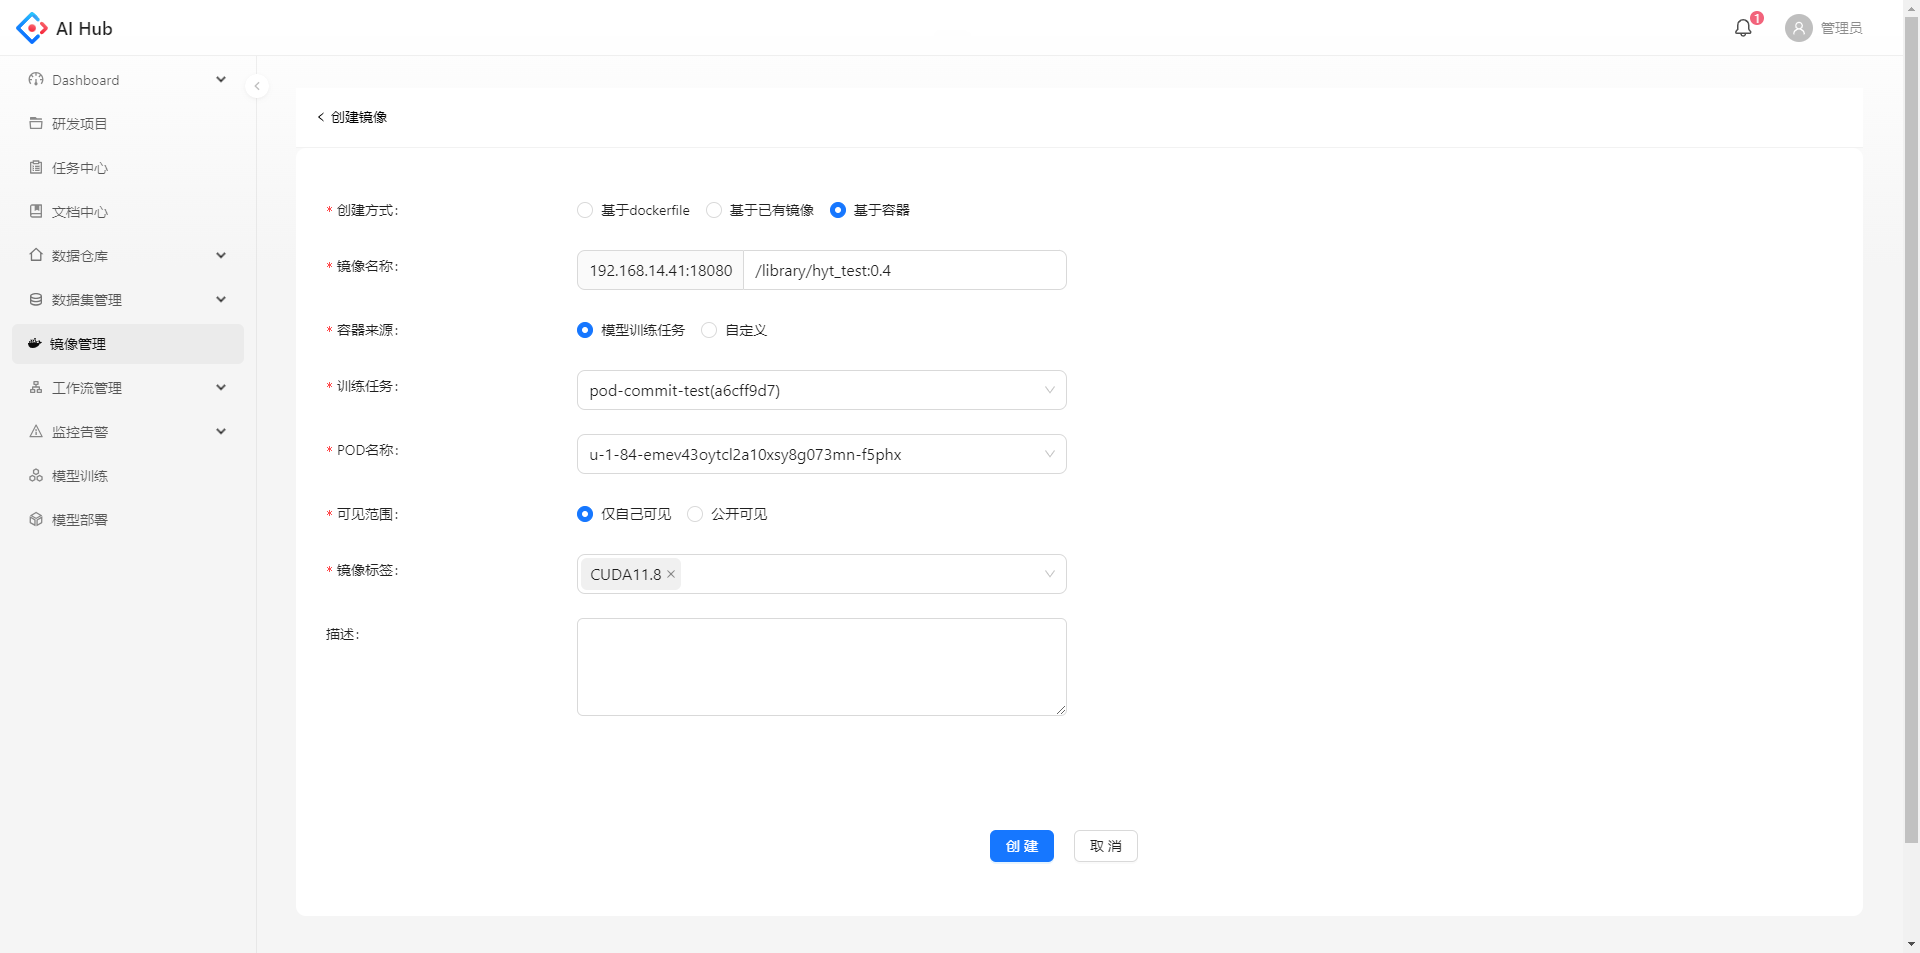 AI Hub
1
管理员
Dashboard
研发项目
任务中心
文档中心
数据仓库
数据集管理
镜像管理
工作流管理
监控告警
模型训练
模型部署
创建镜像
* 创建方式:
基于dockerfile 基于已有镜像 基于容器
* 镜像名称:
192.168.14.41:18080 /library/hyt_test:0.4
* 容器来源:
模型训练任务 自定义
* 训练任务:
pod-commit-test(a6cff9d7)
* POD名称:
u-1-84-emev43oytcl2a10xsy8g073mn-f5phx
* 可见范围:
仅自己可见 公开可见
* 镜像标签:
CUDA11.8
描述:
创 建
取 消